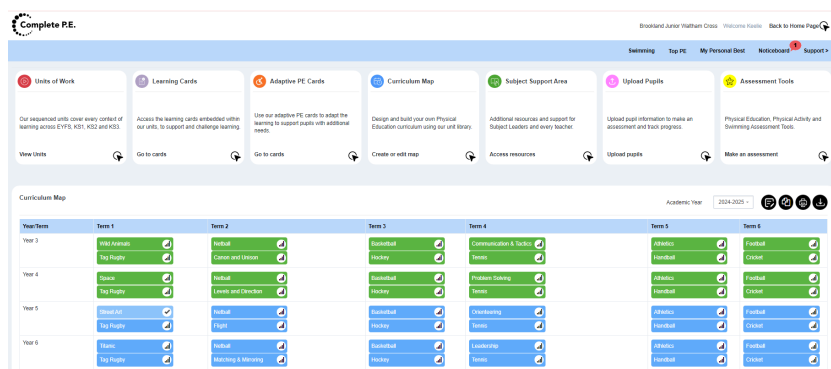 Complete P.E.
Brookland Junior Waltham Cross Welcome Keelie Back to Home Page
Swimming Top PE My Personal Best Noticeboard 1 Support >
Units of Work
Our sequenced units cover every context of
learning across EYFS, KS1, KS2 and KS3.
View Units
Learning Cards
Access the learning cards embedded within
our units, to support and challenge learning.
Go to cards
Adaptive PE Cards
Use our adaptive PE cards to adapt the
learning to support pupils with additional
needs.
Go to cards
Curriculum Map
Design and build your own Physical
Education curriculum using our unit library.
Create or edit map
Subject Support Area
Additional resources and support for
Subject Leaders and every teacher.
Access resources
Upload Pupils
Upload pupil information to make an
assessment and track progress.
Upload pupils
Assessment Tools
Physical Education, Physical Activity and
Swimming Assessment Tools.
Make an assessment
Curriculum Map
Academic Year 2024-2025
Year/Term Term 1 Term 2 Term 3 Term 4 Term 5 Term 6
Year 3 Wild Animals Netball Basketball Communication & Tactics Athletics Football
Tag Rugby Canon and Unison Hockey Tennis Handball Cricket
Year 4 Space Netball Basketball Problem Solving Athletics Football
Tag Rugby Levels and Direction Hockey Tennis Handball Cricket
Year 5 Street Art Netball Basketball Orienteering Athletics Football
Tag Rugby Flight Hockey Tennis Handball Cricket
Year 6 Titanic Netball Basketball Leadership Athletics Football
Tag Rugby Matching & Mirroring Hockey Tennis Handball Cricket